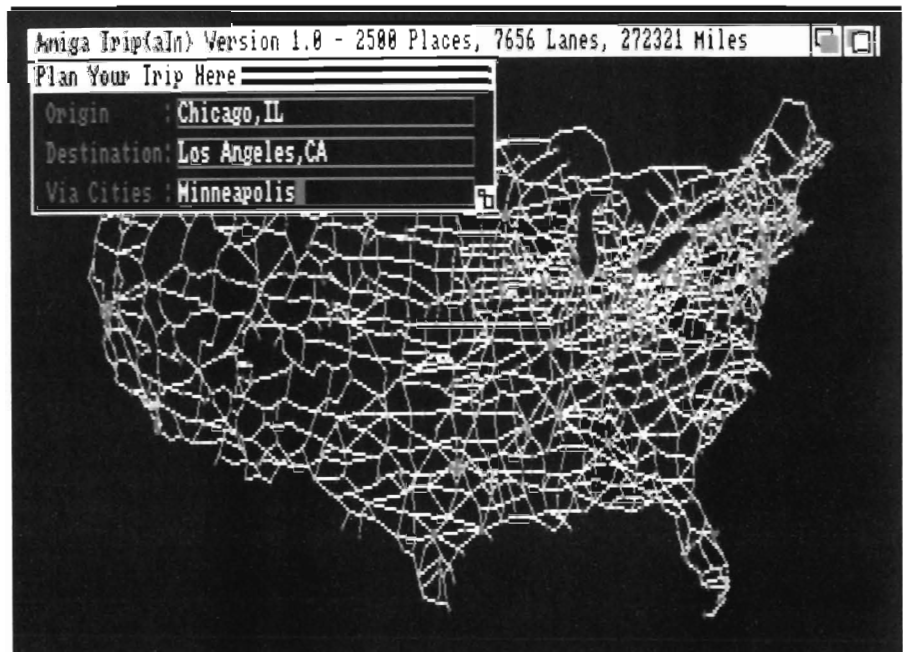 Amiga Trip(aIn) Version 1.0 - 2500 Places, 7656 Lanes, 272321 Miles
Plan Your Trip Here
Origin : Chicago,IL
Destination: Los Angeles,CA
Via Cities : Minneapolis